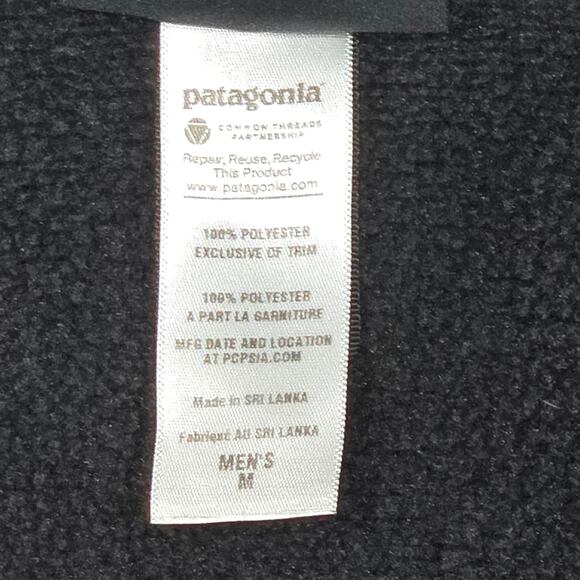 patagonia
COMMON THREADS
PARTNERSHIP
Repair, Reuse, Recycle
This Product
www.patagonia.com
100% POLYESTER
EXCLUSIVE OF TRIM
100% POLYESTER
A PART LA GARNITURE
MFG DATE AND LOCATION
AT PCPSIA.COM
Made in SRI LANKA
Fabriqué AU SRI LANKA
MEN'S
M